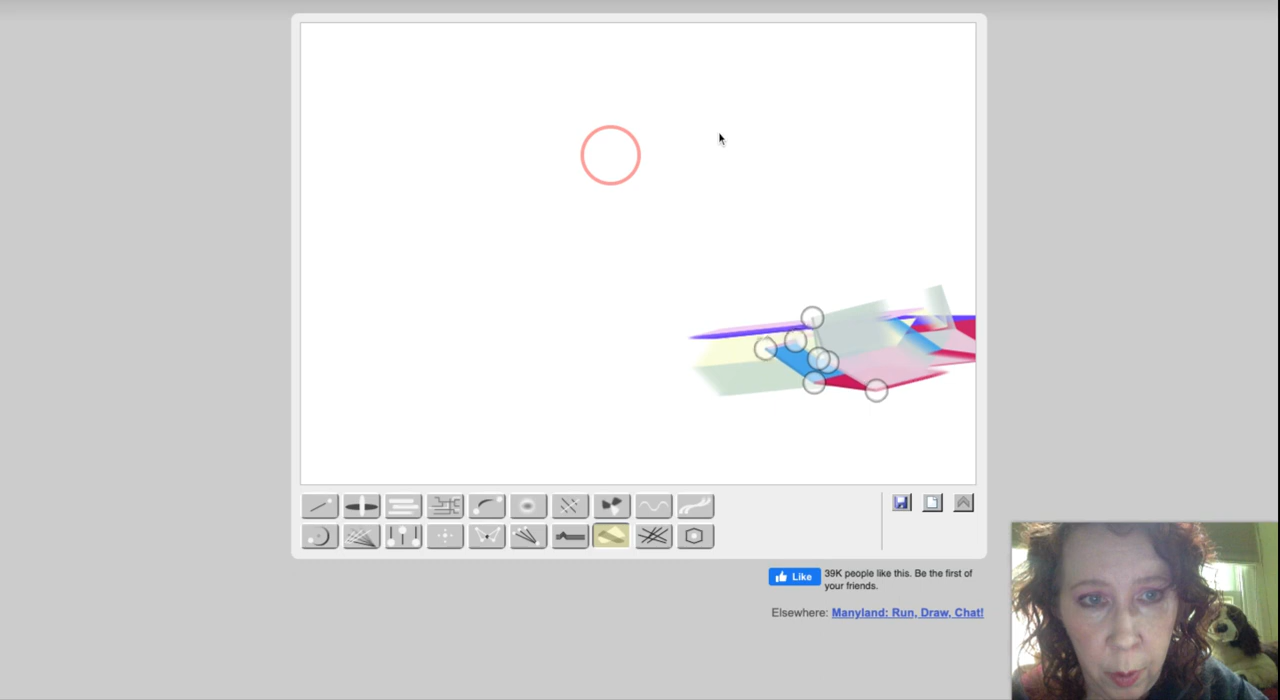 Like
39K people like this. Be the first of
your friends.
Elsewhere: Manyland: Run, Draw, Chat!